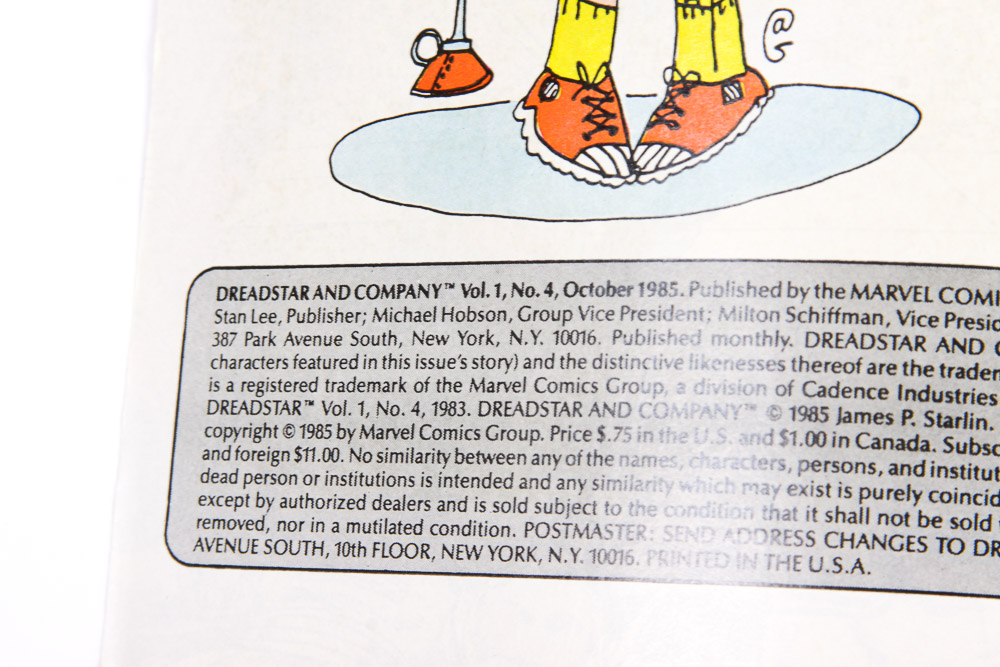 DREADSTAR AND COMPANY™ Vol. 1, No. 4, October 1985. Published by the MARVEL COMI
Stan Lee, Publisher; Michael Hobson, Group Vice President; Milton Schiffman, Vice Presid
387 Park Avenue South, New York, N.Y. 10016. Published monthly. DREADSTAR AND
characters featured in this issue's story) and the distinctive likenesses thereof are the tradem
is a registered trademark of the Marvel Comics Group, a division of Cadence Industries
DREADSTAR™ Vol. 1, No. 4, 1983. DREADSTAR AND COMPANY™ © 1985 James P. Starlin.
copyright © 1985 by Marvel Comics Group. Price $.75 in the U.S. and $1.00 in Canada. Subsc
and foreign $11.00. No similarity between any of the names, characters, persons, and institut
dead person or institutions is intended and any similarity which may exist is purely coincid
except by authorized dealers and is sold subject to the condition that it shall not be sold
removed, nor in a mutilated condition. POSTMASTER: SEND ADDRESS CHANGES TO DR
AVENUE SOUTH, 10th FLOOR, NEW YORK, N.Y. 10016. PRINTED IN THE U.S.A.